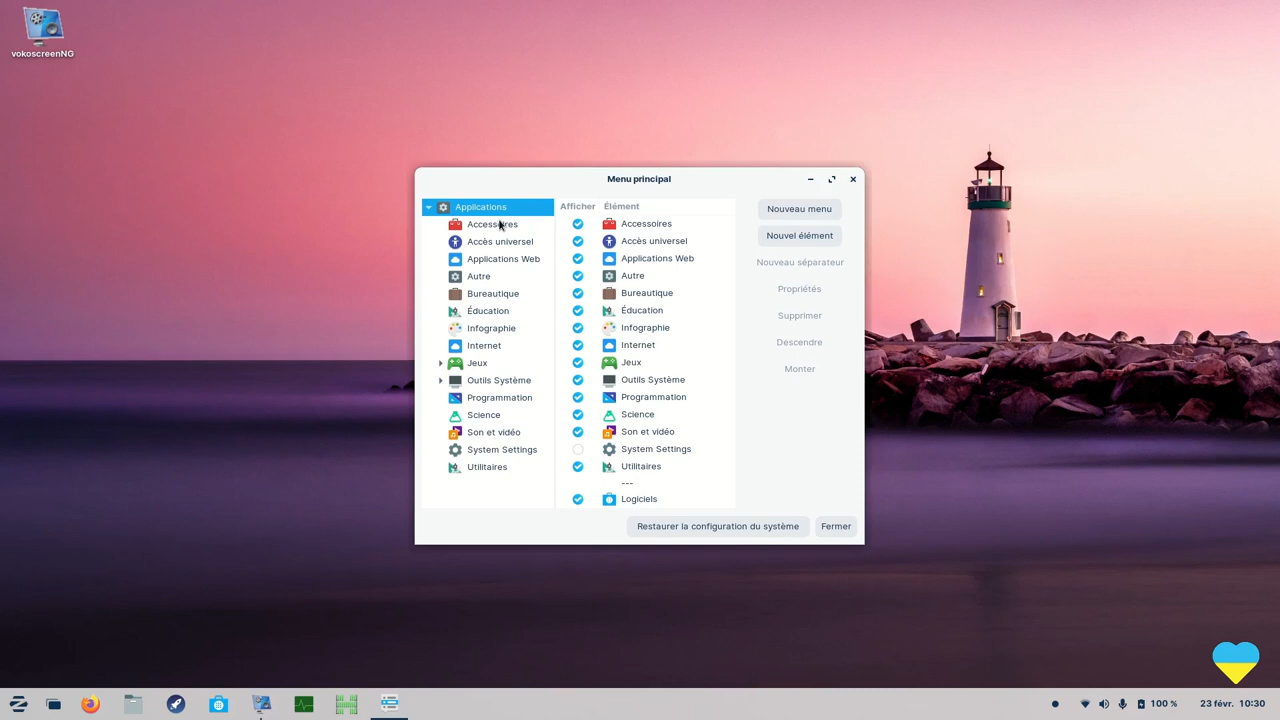 vokoscreenNG
Menu principal
Applications
Accessoires
Accès universel
Applications Web
Autre
Bureautique
Éducation
Infographie
Internet
Jeux
Outils Système
Programmation
Science
Son et vidéo
System Settings
Utilitaires
Afficher Élément
Accessoires
Accès universel
Applications Web
Autre
Bureautique
Éducation
Infographie
Internet
Jeux
Outils Système
Programmation
Science
Son et vidéo
System Settings
Utilitaires
---
Logiciels
Nouveau menu
Nouvel élément
Nouveau séparateur
Propriétés
Supprimer
Descendre
Monter
Restaurer la configuration du système
Fermer
100 %
23 févr. 10:30